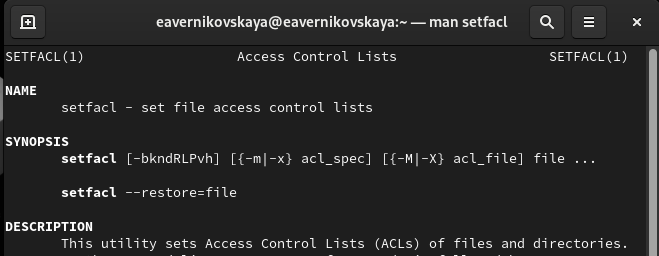 eavernikovskaya@eavernikovskaya:~ — man setfacl
SETFACL(1) Access Control Lists SETFACL(1)
NAME
setfacl - set file access control lists
SYNOPSIS
setfacl [-bkndRLPvh] [{-m|-x} acl_spec] [{-M|-X} acl_file] file ...
setfacl --restore=file
DESCRIPTION
This utility sets Access Control Lists (ACLs) of files and directories.